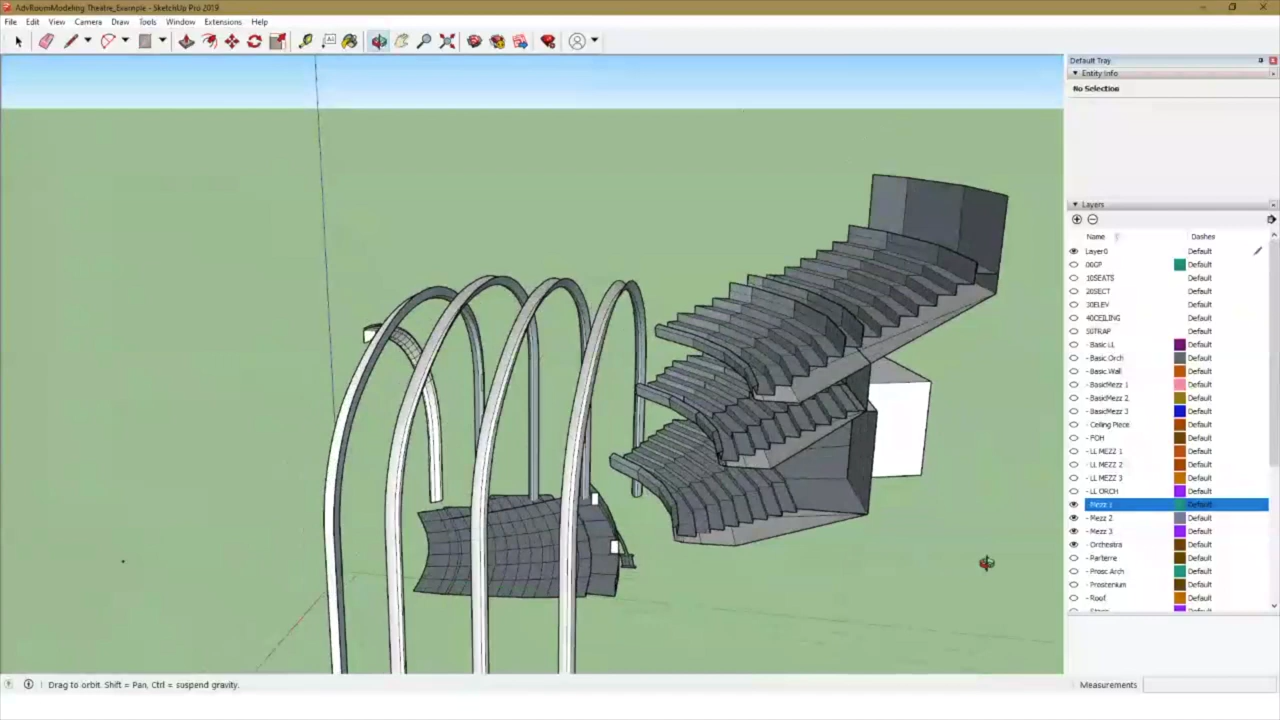 AdvRoomModeling Theatre_Example - SketchUp Pro 2019
File Edit View Camera Draw Tools Window Extensions Help
Default Tray
Entity Info
No Selection
Layers
Name Dashes
Layer0 Default
00GP Default
10SEATS Default
20SECT Default
30ELEV Default
40CEILING Default
50TRAP Default
- Basic LL Default
- Basic Orch Default
- Basic Wall Default
- BasicMezz 1 Default
- BasicMezz 2 Default
- BasicMezz 3 Default
- Ceiling Piece Default
- FOH Default
- LL MEZZ 1 Default
- LL MEZZ 2 Default
- LL MEZZ 3 Default
- LL ORCH Default
- Mezz 1 Default
- Mezz 2 Default
- Mezz 3 Default
- Orchestra Default
- Parterre Default
- Prosc Arch Default
- Proscenium Default
- Roof Default
Drag to orbit. Shift = Pan, Ctrl = suspend gravity.
Measurements